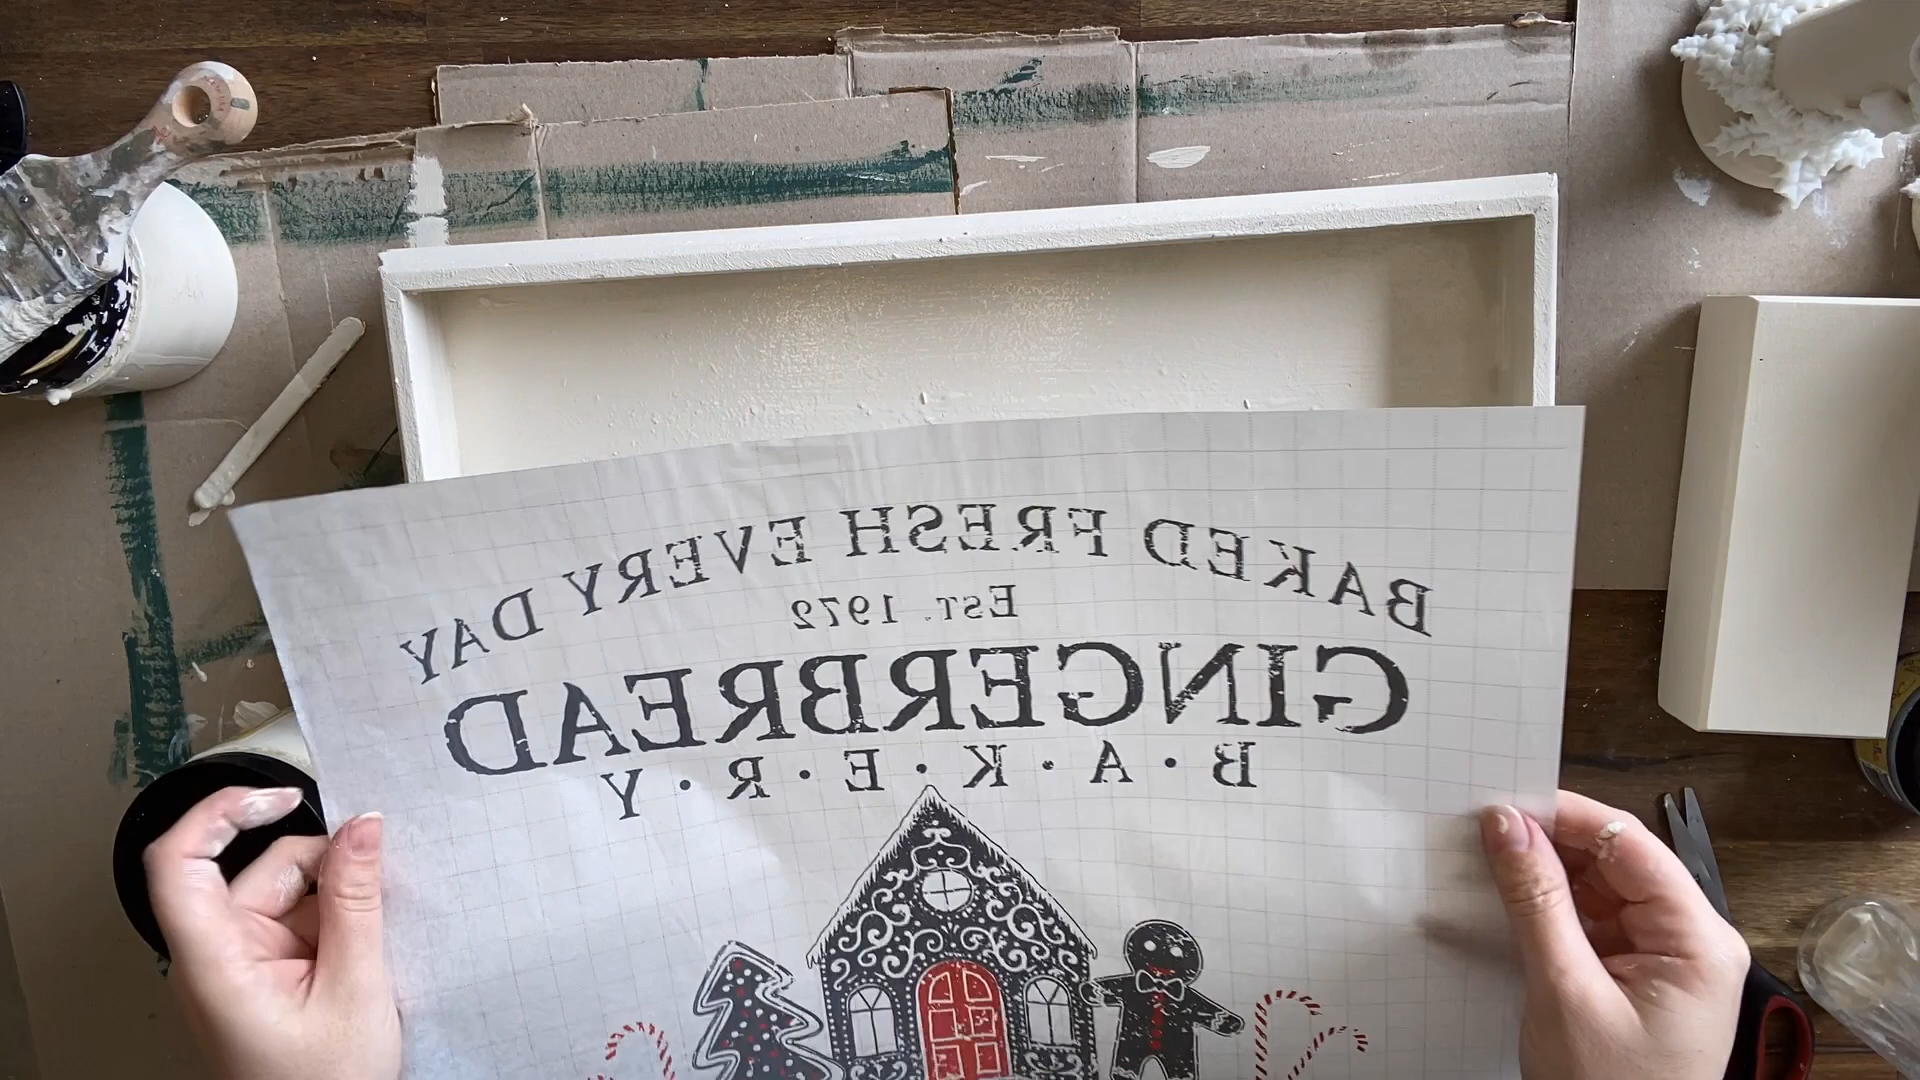 BAKED FRESH EVERY DAY
EST. 1972
GINGERBREAD
B·A·K·E·R·Y